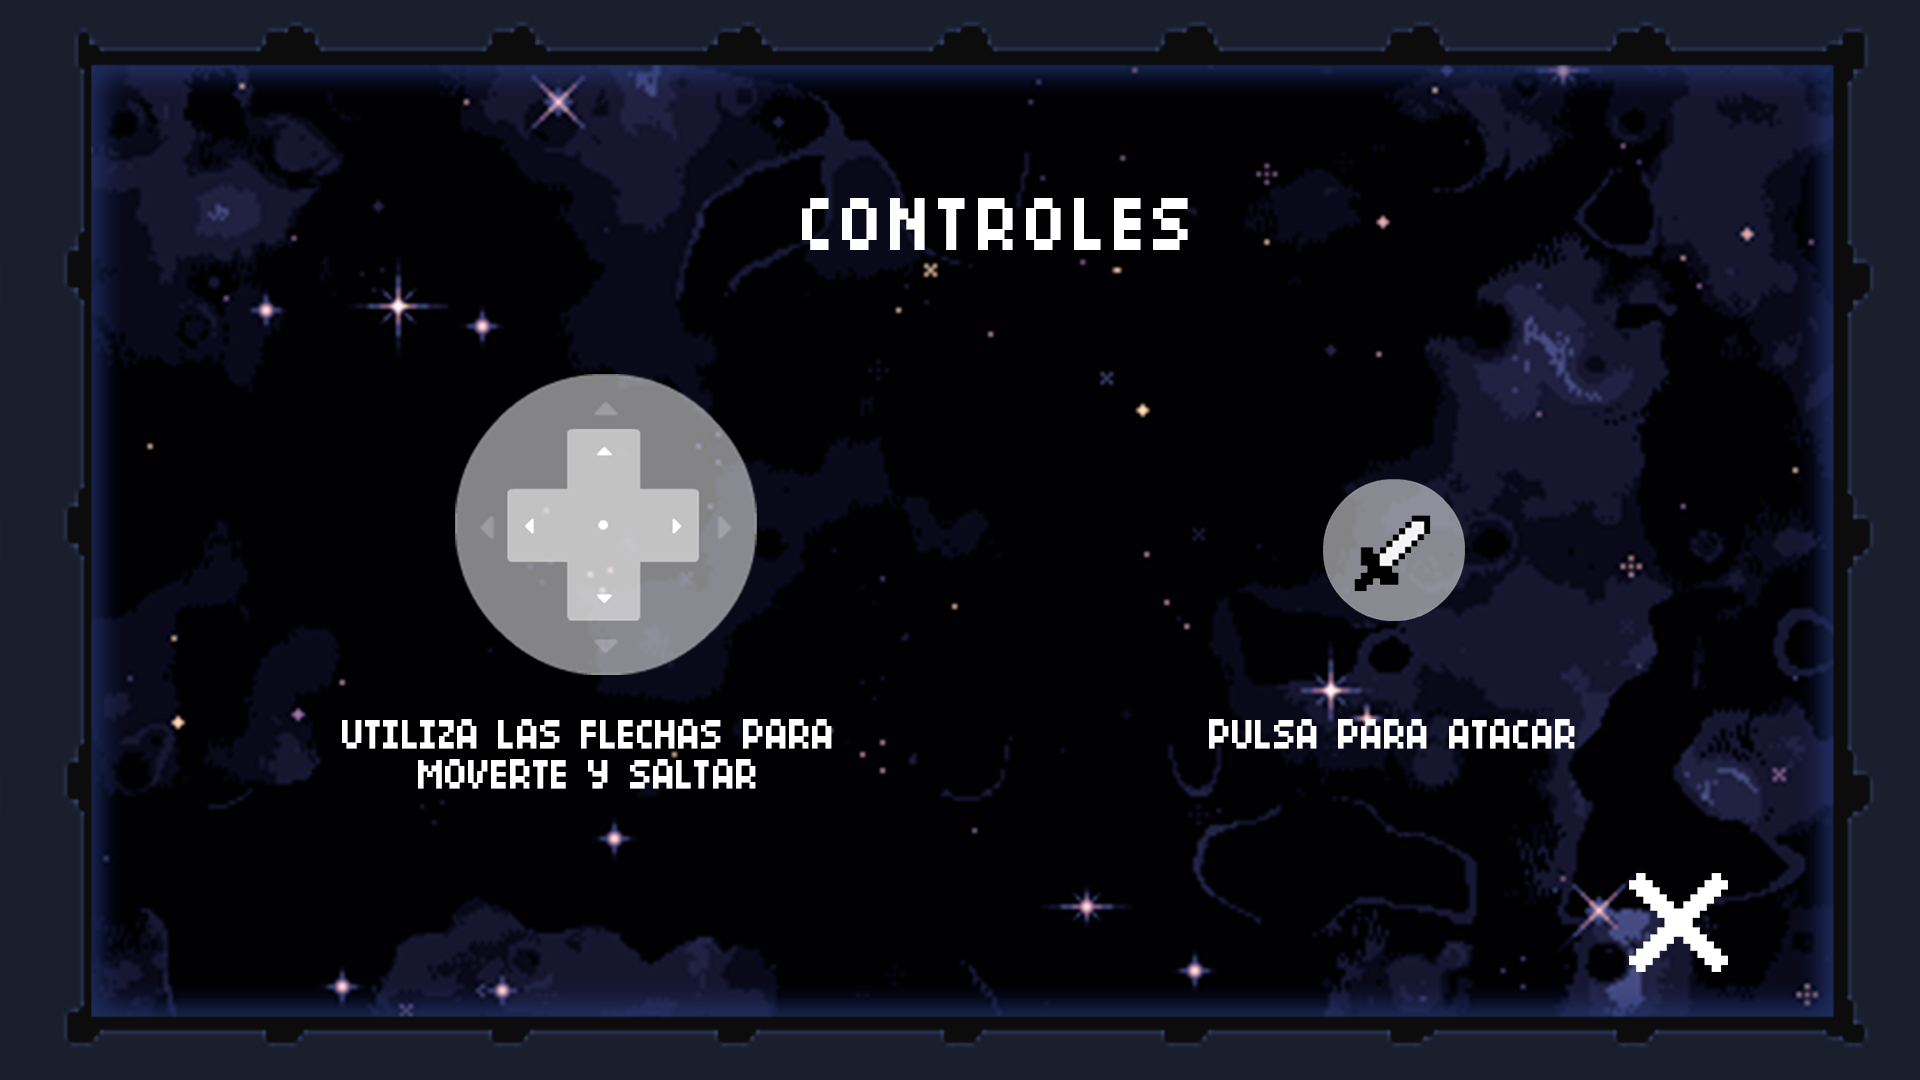 CONTROLES
UTILIZA LAS FLECHAS PARA
MOVERTE Y SALTAR
PULSA PARA ATACAR